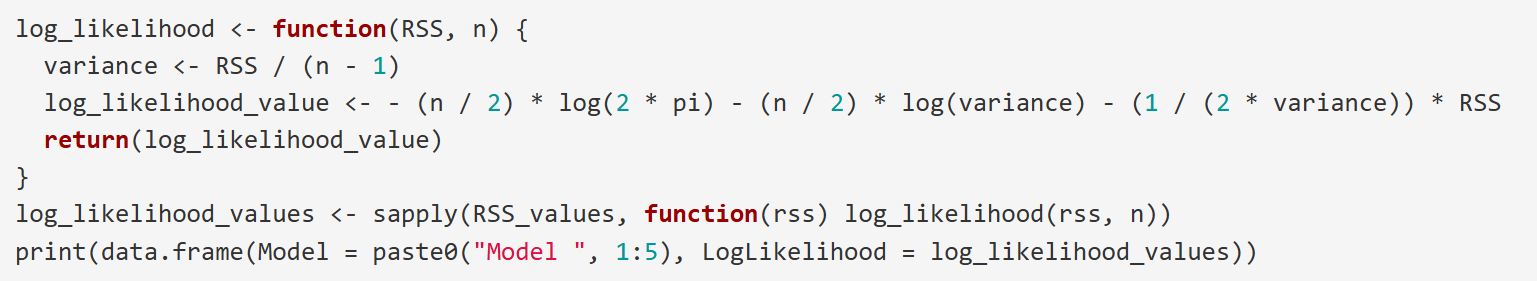 log_likelihood <- function(RSS, n) {
  variance <- RSS / (n - 1)
  log_likelihood_value <- - (n / 2) * log(2 * pi) - (n / 2) * log(variance) - (1 / (2 * variance)) * RSS
  return(log_likelihood_value)
}
log_likelihood_values <- sapply(RSS_values, function(rss) log_likelihood(rss, n))
print(data.frame(Model = paste0("Model ", 1:5), LogLikelihood = log_likelihood_values))